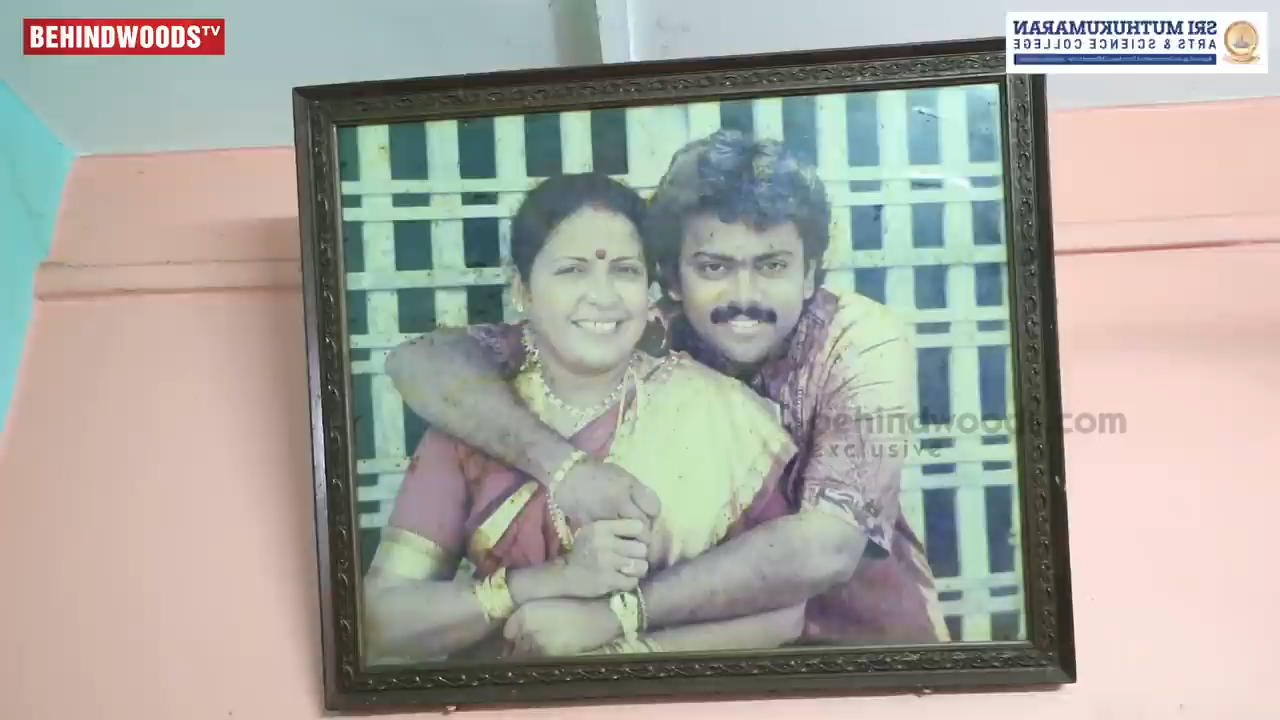 BEHINDWOODS TV
SRI MUTHUKUMARAN
ARTS & SCIENCE COLLEGE
behindwoods.com
exclusive